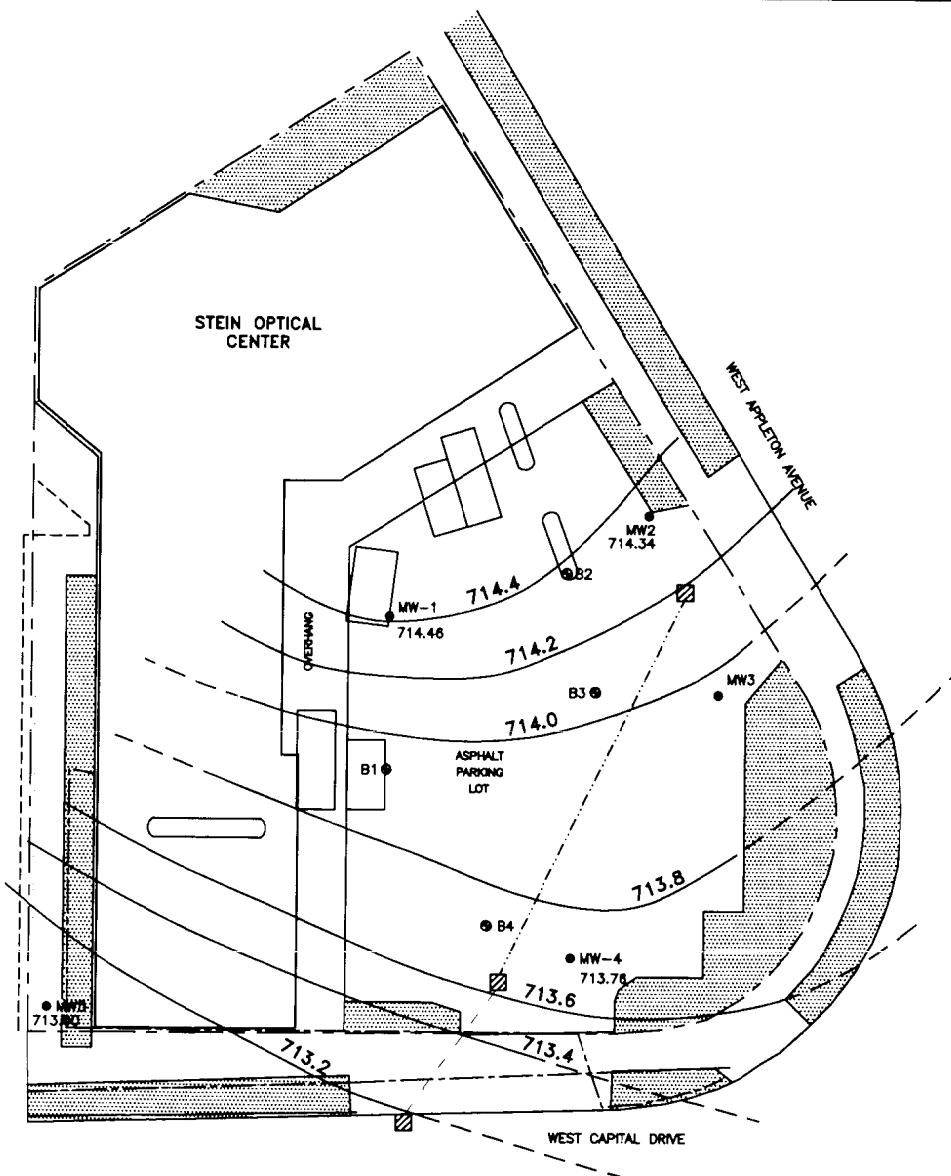 STEIN OPTICAL
CENTER
WEST APPLETON AVENUE
MW2
714.34
B2
714.4
MW-1
714.46
OVERHANG
714.2
B3
MW3
714.0
ASPHALT
PARKING
LOT
B1
713.8
B4
MW-4
713.76
713.6
713.4
713.2
WEST CAPITAL DRIVE